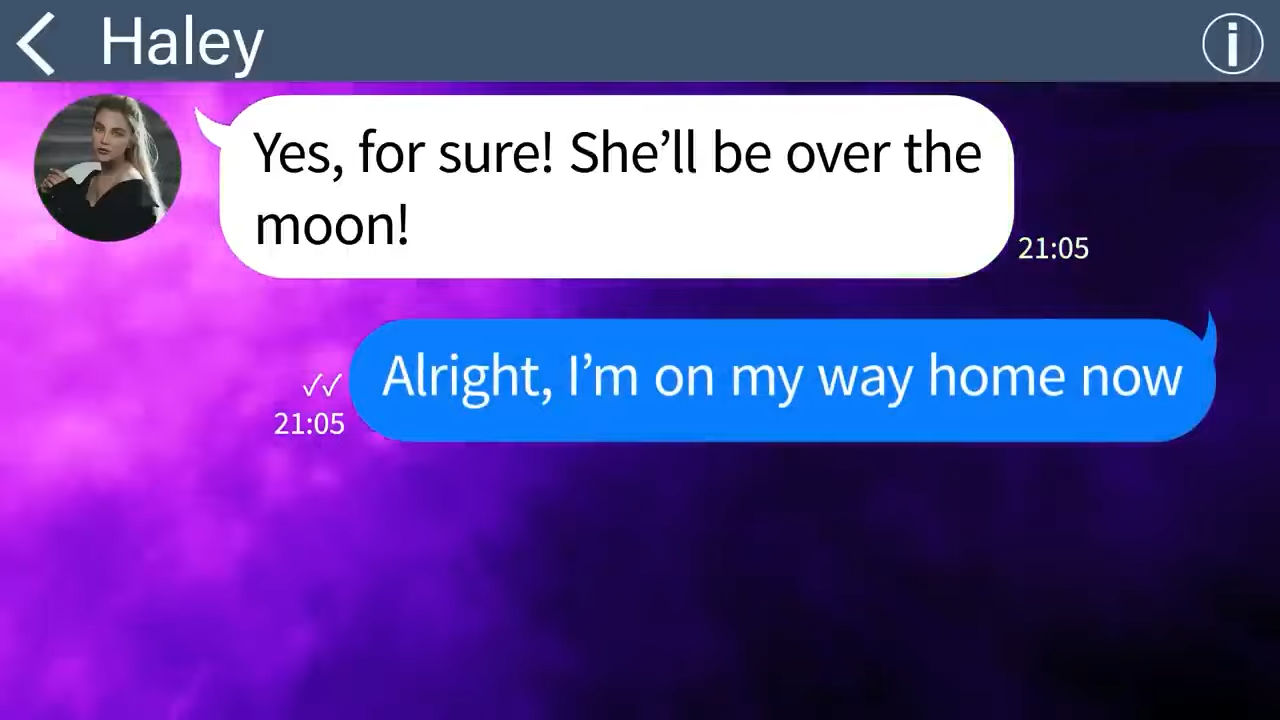 Haley
Yes, for sure! She’ll be over the
moon!
21:05
Alright, I’m on my way home now
✓✓
21:05